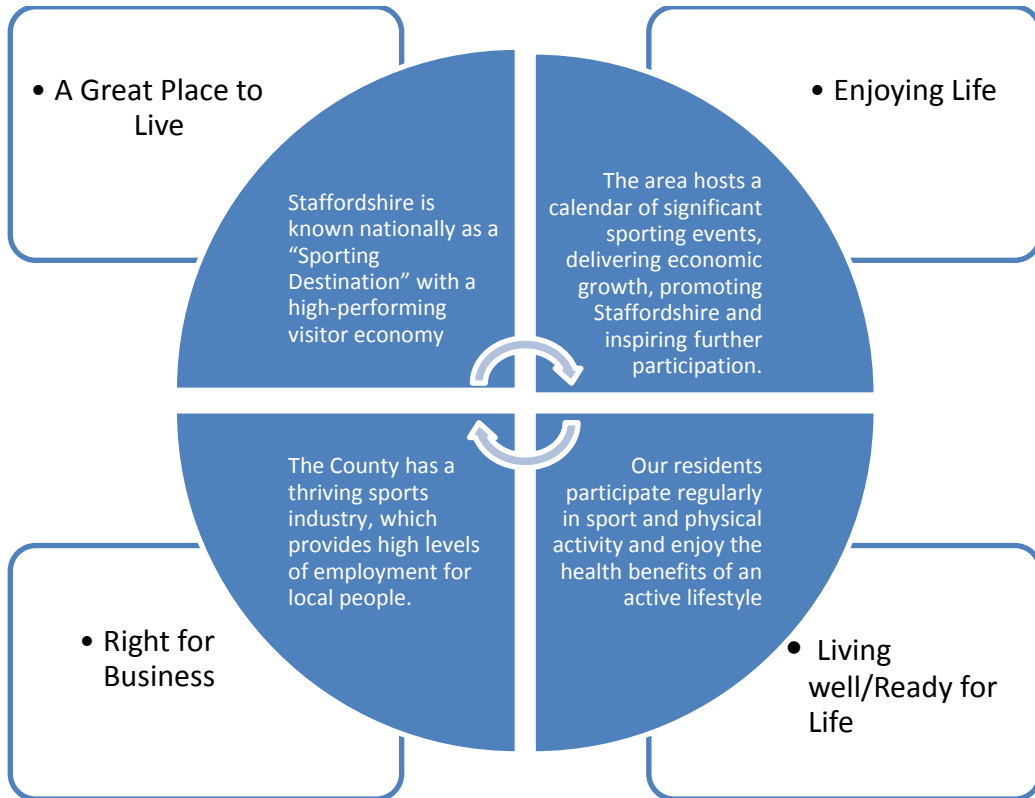 • A Great Place to
Live
• Enjoying Life
Staffordshire is
known nationally as a
“Sporting
Destination” with a
high-performing
visitor economy
The area hosts a
calendar of significant
sporting events,
delivering economic
growth, promoting
Staffordshire and
inspiring further
participation.
The County has a
thriving sports
industry, which
provides high levels
of employment for
local people.
Our residents
participate regularly
in sport and physical
activity and enjoy the
health benefits of an
active lifestyle
• Right for
Business
• Living
well/Ready for
Life